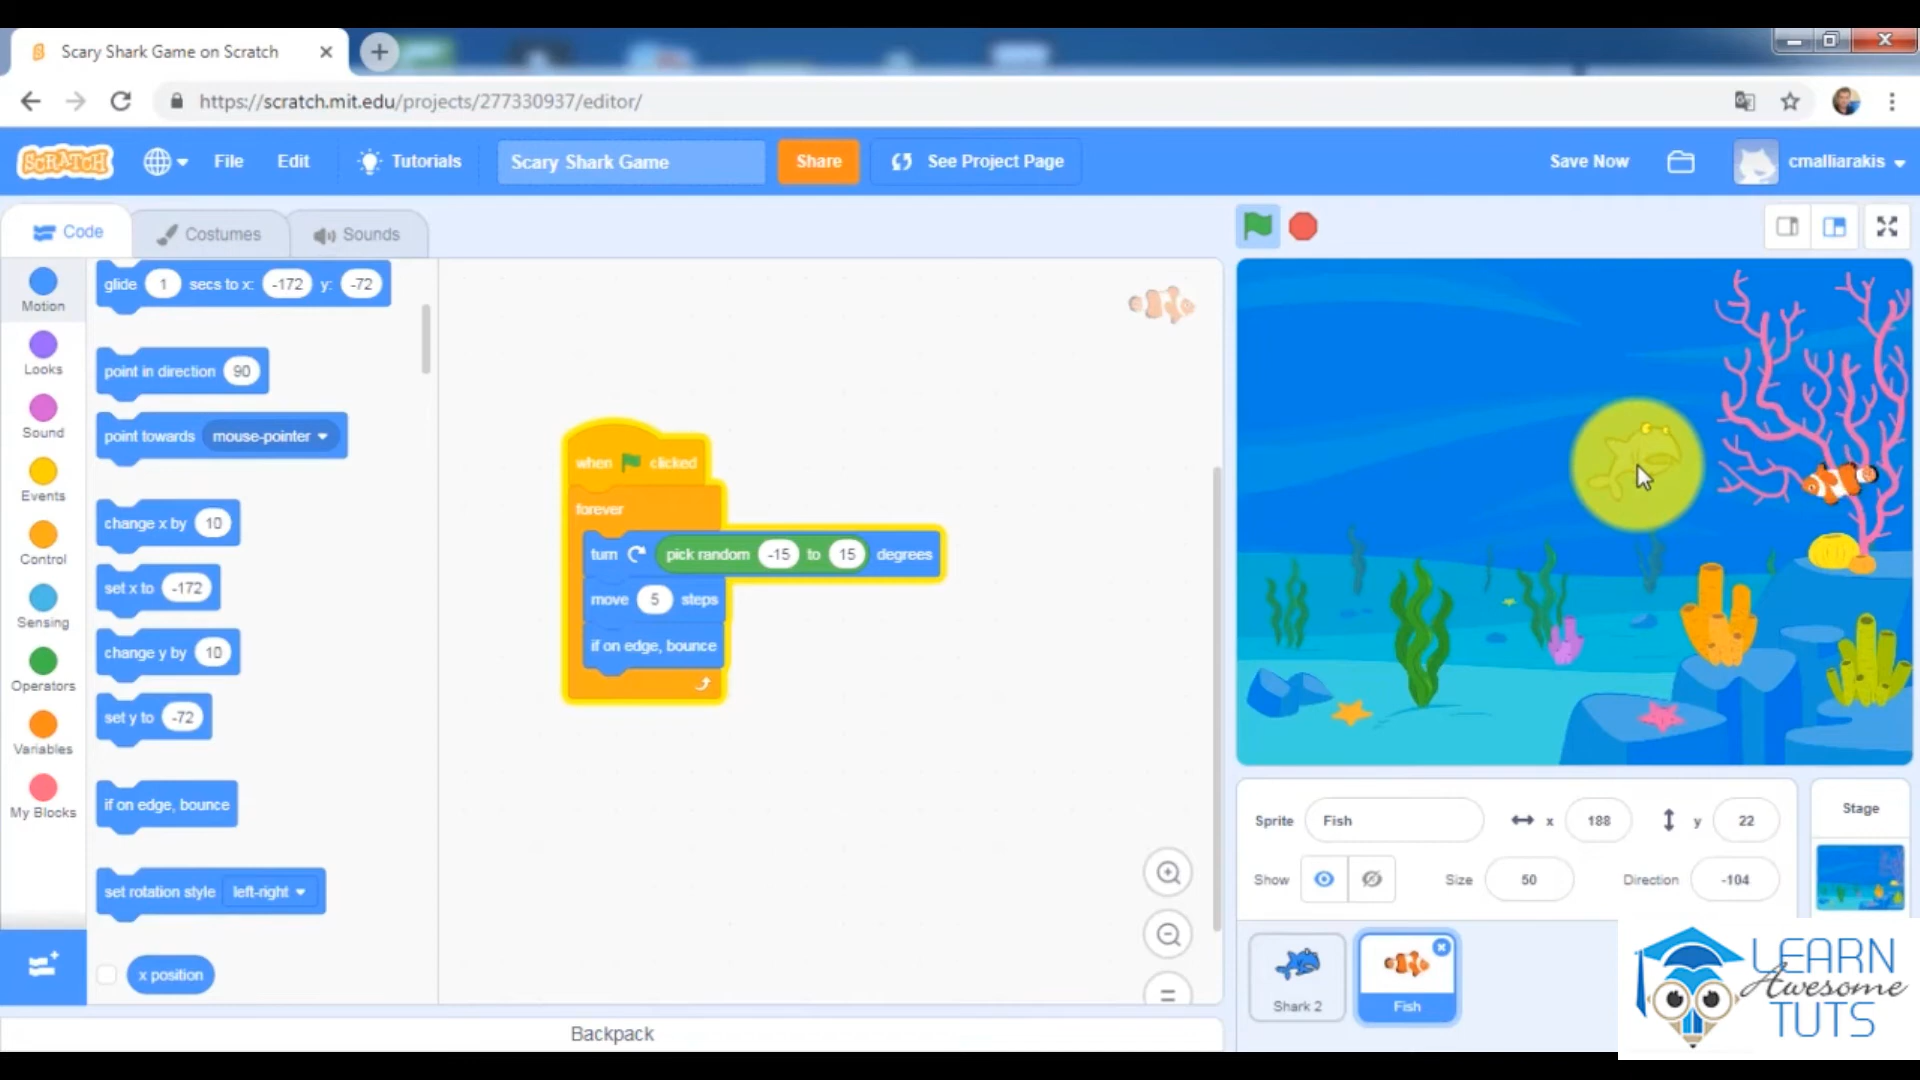 Scary Shark Game on Scratch
https://scratch.mit.edu/projects/277330937/editor/
SCRATCH File Edit Tutorials Scary Shark Game Share See Project Page Save Now cmalliarakis
Code Costumes Sounds
Motion
Looks
Sound
Events
Control
Sensing
Operators
Variables
My Blocks
glide 1 secs to x: -172 y: -72
point in direction 90
point towards mouse-pointer
change x by 10
set x to -172
change y by 10
set y to -72
if on edge, bounce
set rotation style left-right
x position
when clicked
forever
turn pick random -15 to 15 degrees
move 5 steps
if on edge, bounce
Backpack
Sprite Fish x 188 y 22
Show Size 50 Direction -104
Stage
Shark 2
Fish
LEARN
Awesome
TUTS